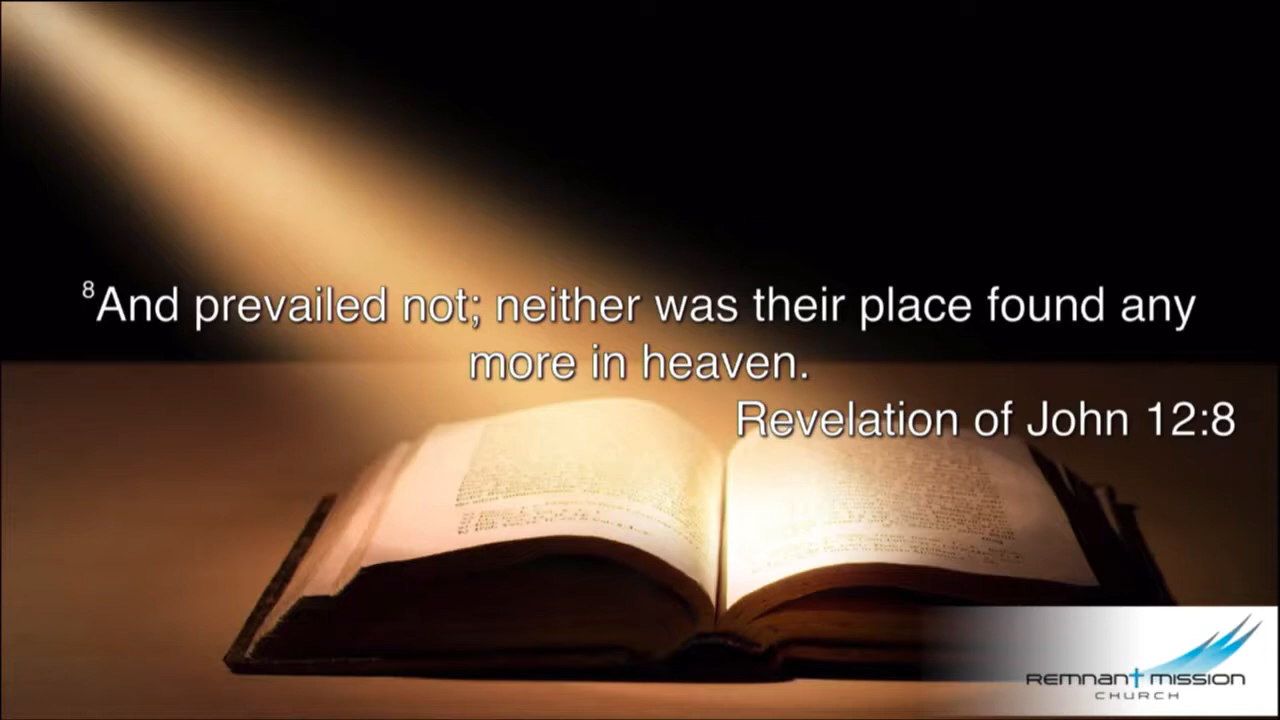 ⁸And prevailed not; neither was their place found any
more in heaven.
Revelation of John 12:8
REMNANT MISSION
CHURCH